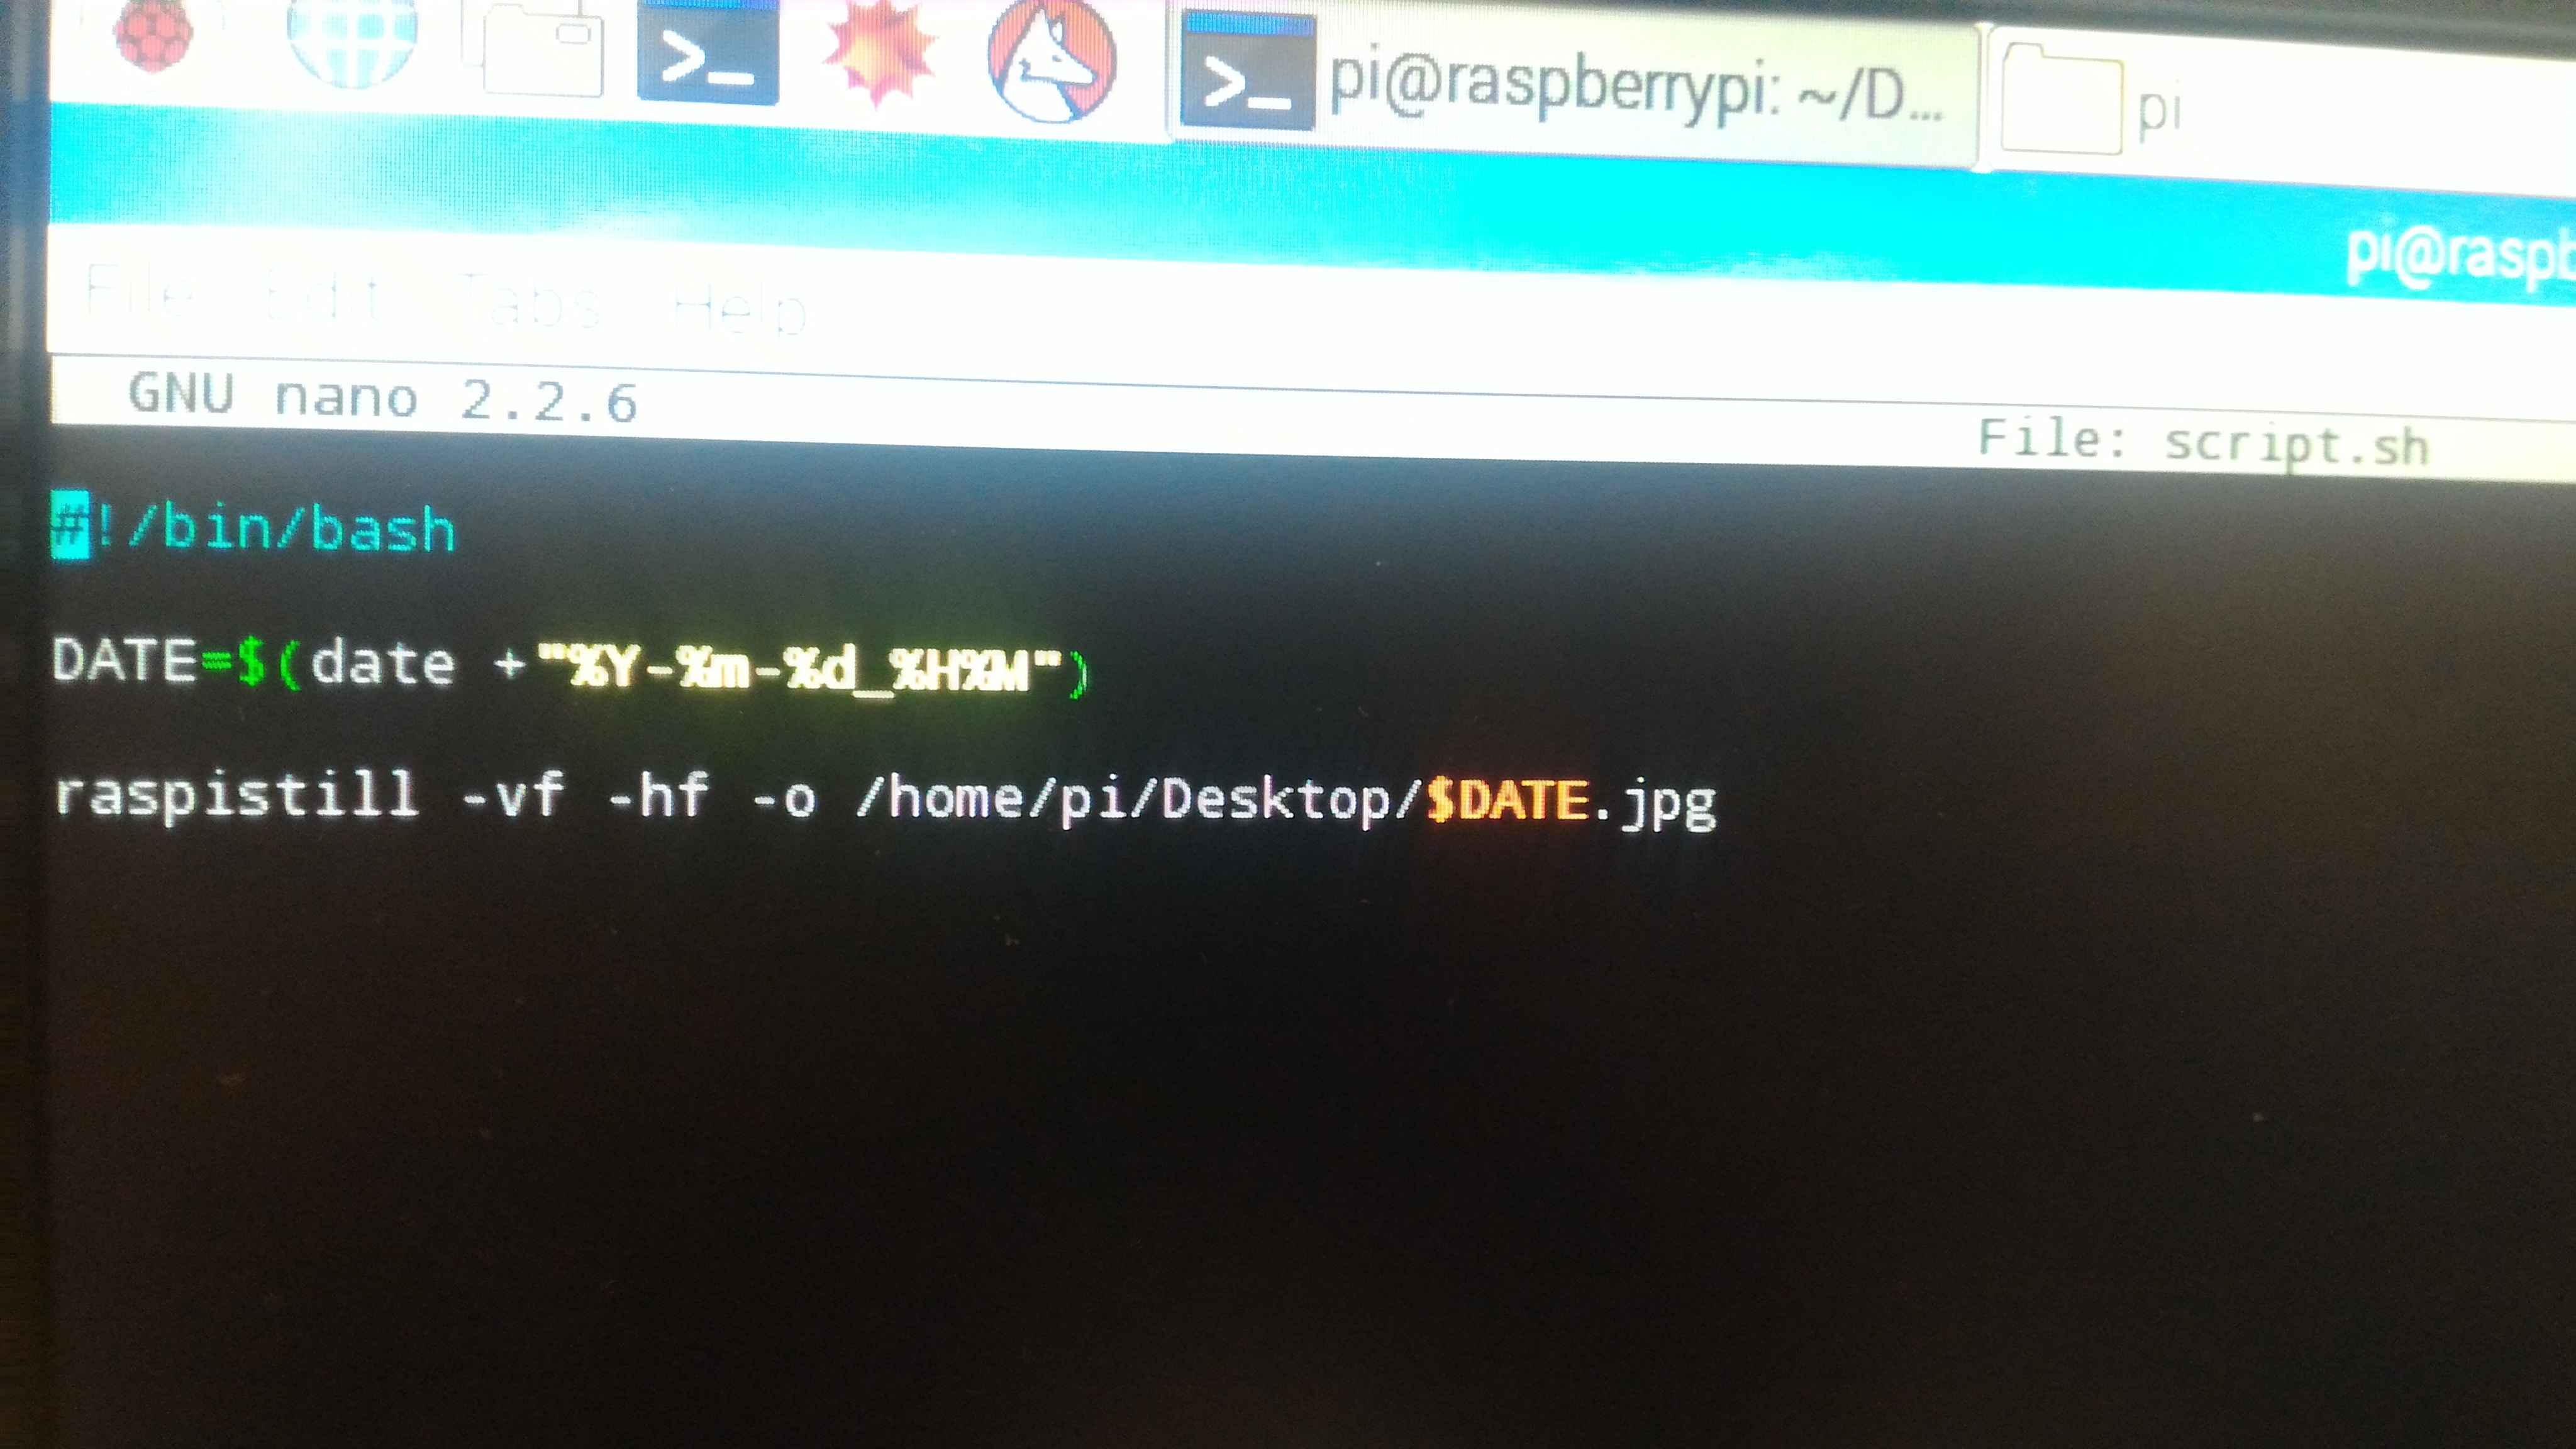 >_ >_ pi@raspberrypi: ~/D... pi
pi@raspb
File Edit Tabs Help
GNU nano 2.2.6 File: script.sh
#!/bin/bash
DATE=$(date +"%Y-%m-%d_%H%M")
raspistill -vf -hf -o /home/pi/Desktop/$DATE.jpg